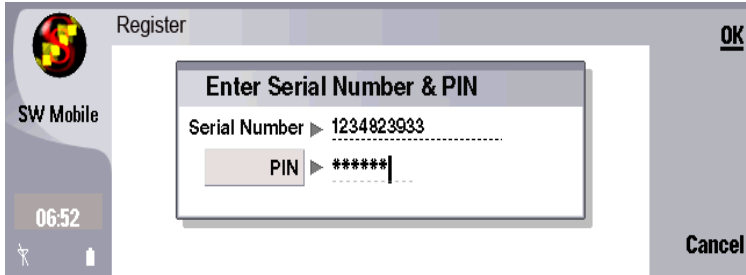 Register
OK
SW Mobile
Enter Serial Number & PIN
Serial Number 1234823933
PIN ******
06:52
Cancel